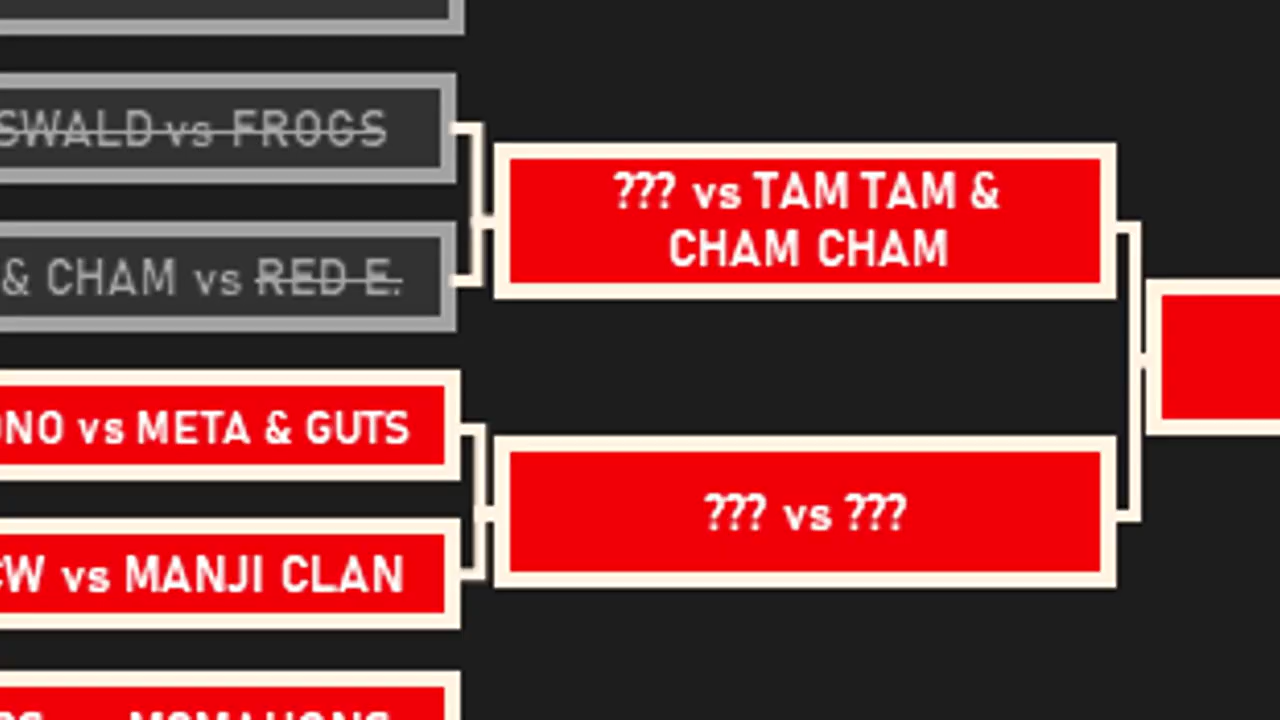 SWALD vs FROGS
??? vs TAM TAM &
CHAM CHAM
& CHAM vs RED E.
NO vs META & GUTS
??? vs ???
W vs MANJI CLAN